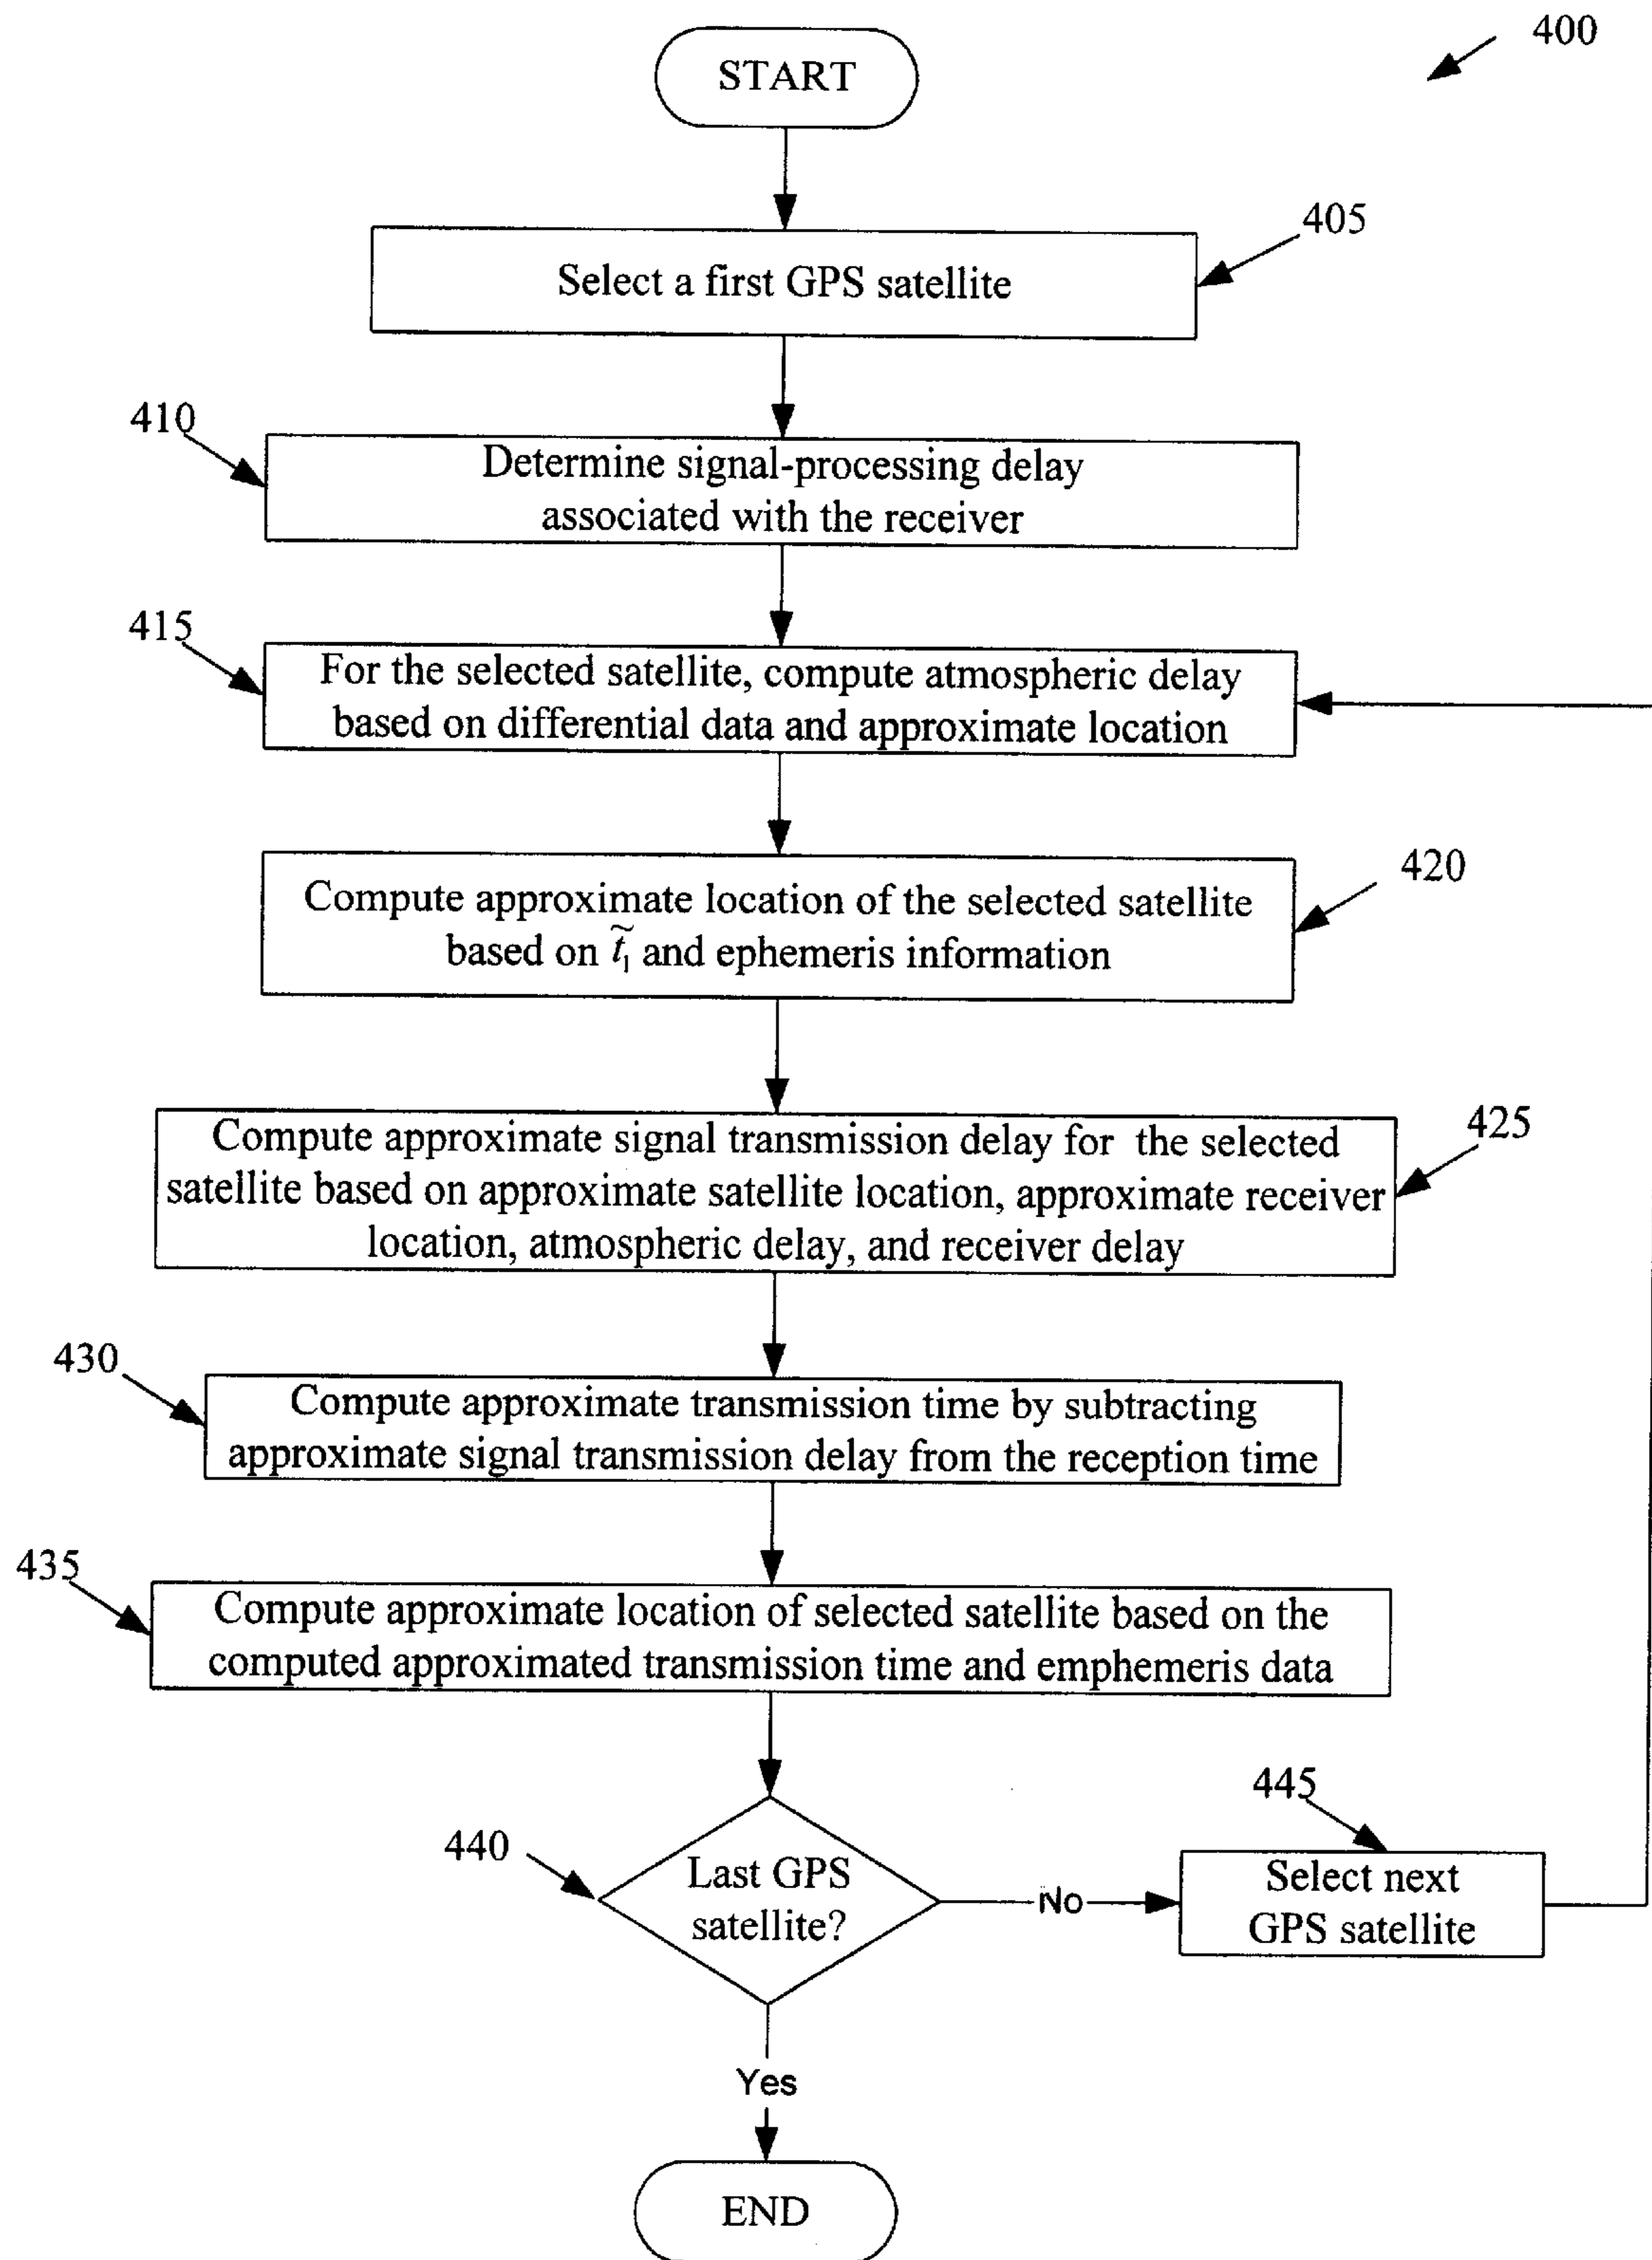 400
START
405
Select a first GPS satellite
410
Determine signal-processing delay
associated with the receiver
415
For the selected satellite, compute atmospheric delay
based on differential data and approximate location
420
Compute approximate location of the selected satellite
based on t̃₁ and ephemeris information
425
Compute approximate signal transmission delay for the selected
satellite based on approximate satellite location, approximate receiver
location, atmospheric delay, and receiver delay
430
Compute approximate transmission time by subtracting
approximate signal transmission delay from the reception time
435
Compute approximate location of selected satellite based on the
computed approximated transmission time and emphemeris data
440
Last GPS
satellite?
No
445
Select next
GPS satellite
Yes
END